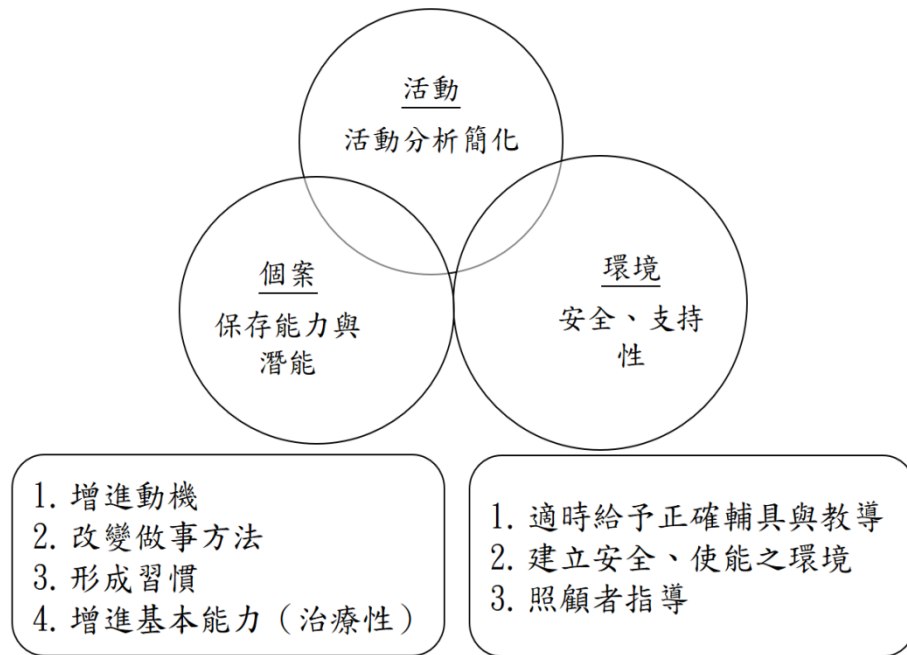 活動
活動分析簡化
個案
保存能力與
潛能
環境
安全、支持
性
1. 增進動機
2. 改變做事方法
3. 形成習慣
4. 增進基本能力（治療性）
1. 適時給予正確輔具與教導
2. 建立安全、使能之環境
3. 照顧者指導